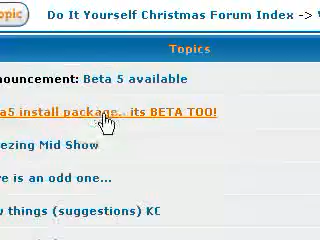 opic Do It Yourself Christmas Forum Index ->
Topics
nouncement: Beta 5 available
a5 install package.. its BETA TOO!
ezing Mid Show
e is an odd one...
w things (suggestions) KC